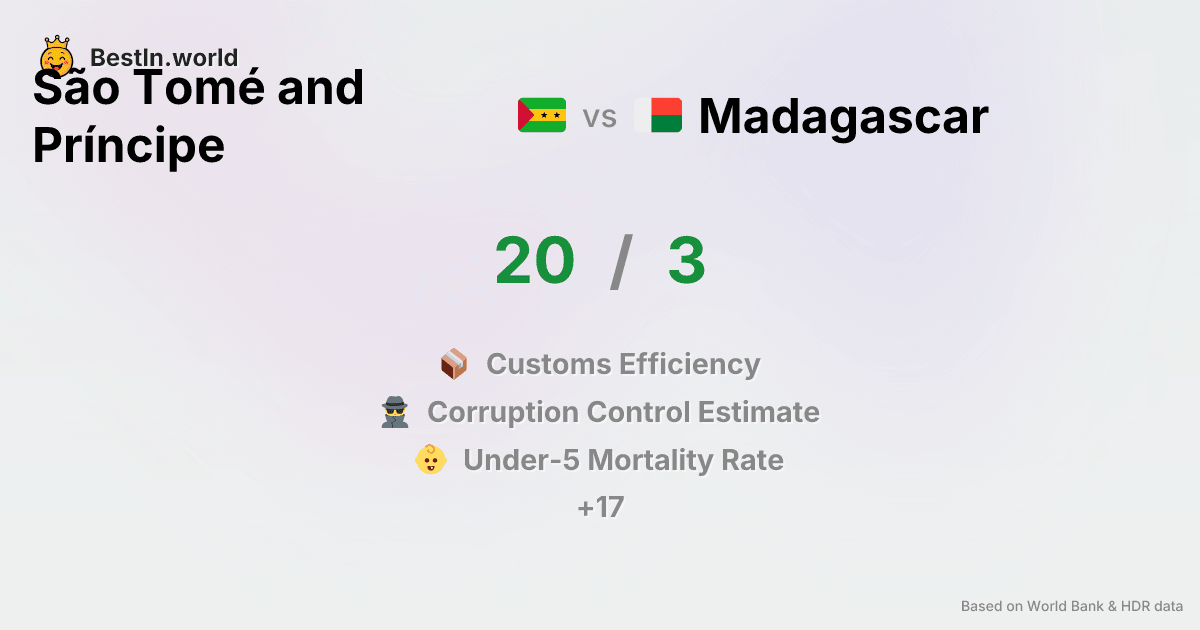 BestIn.world
São Tomé and
Príncipe
vs
Madagascar
20 / 3
Customs Efficiency
Corruption Control Estimate
Under-5 Mortality Rate
+17
Based on World Bank & HDR data